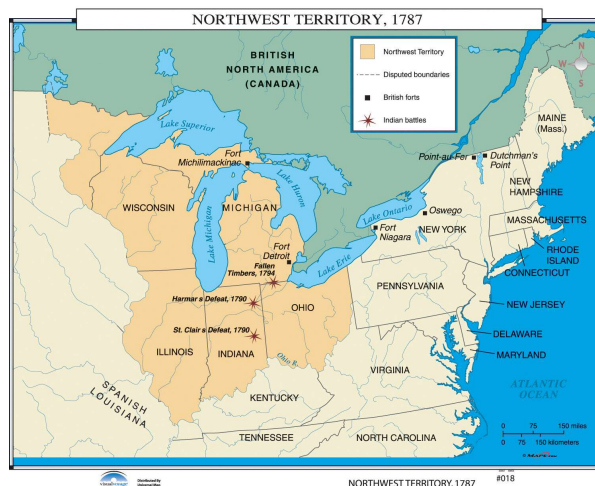 NORTHWEST TERRITORY, 1787
BRITISH
NORTH AMERICA
(CANADA)
Northwest Territory
Disputed boundaries
British forts
Indian battles
N
W
E
S
Lake Superior
Fort
Michilimackinac
Lake Huron
Lake Michigan
WISCONSIN
MICHIGAN
Point-au-Fer
Dutchman's
Point
MAINE
(Mass.)
NEW
HAMPSHIRE
Lake Ontario
Oswego
Fort
Niagara
NEW YORK
MASSACHUSETTS
RHODE
ISLAND
CONNECTICUT
Fort
Detroit
Lake Erie
Fallen
Timbers, 1794
Harmar s Defeat, 1790
St. Clair s Defeat, 1790
ILLINOIS
INDIANA
OHIO
Ohio R.
PENNSYLVANIA
NEW JERSEY
DELAWARE
MARYLAND
VIRGINIA
KENTUCKY
SPANISH
LOUISIANA
TENNESSEE
NORTH CAROLINA
ATLANTIC
OCEAN
0 75 150 miles
0 75 150 kilometers
Distributed By
Universal Map
NORTHWEST TERRITORY, 1787
#018